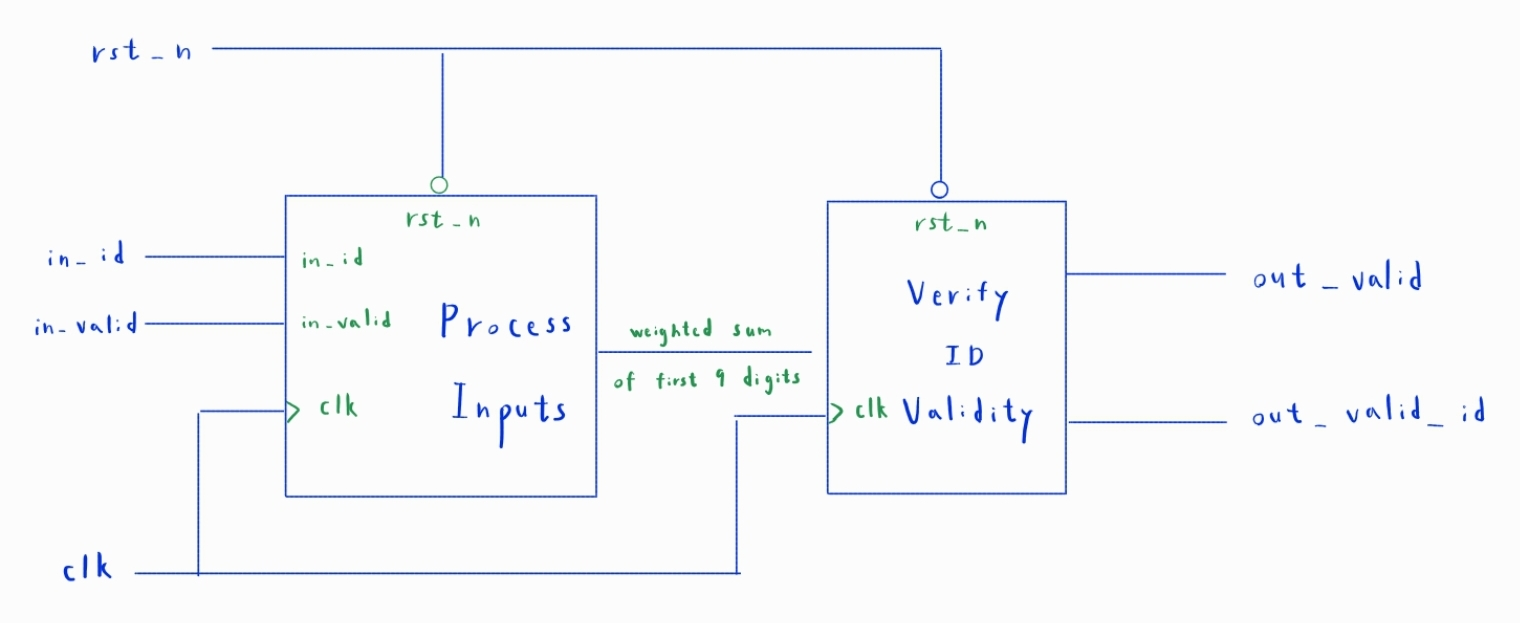 rst_n
rst_n
rst_n
in_id
in_id
in_valid
in_valid
Process
Inputs
clk
weighted sum
of first 9 digits
Verify
ID
Validity
clk
out_valid
out_valid_id
clk